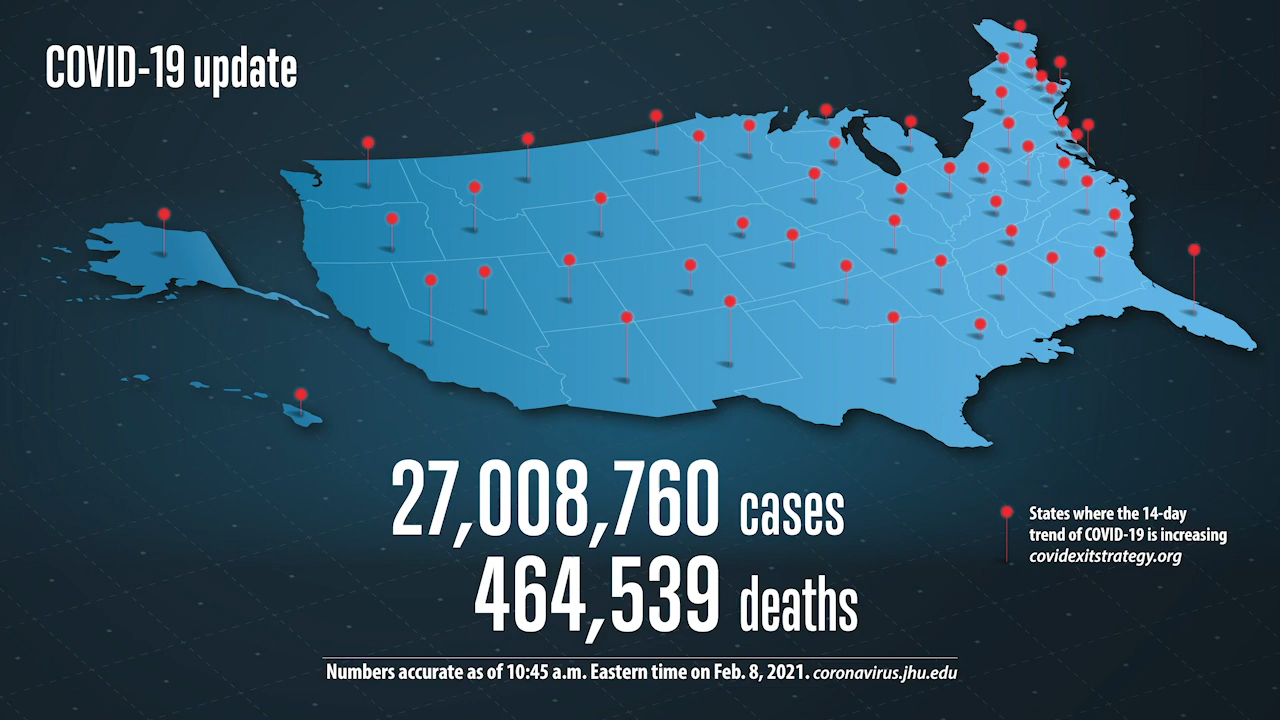 COVID-19 update
27,008,760 cases
464,539 deaths
States where the 14-day
trend of COVID-19 is increasing
covidexitstrategy.org
Numbers accurate as of 10:45 a.m. Eastern time on Feb. 8, 2021. coronavirus.jhu.edu